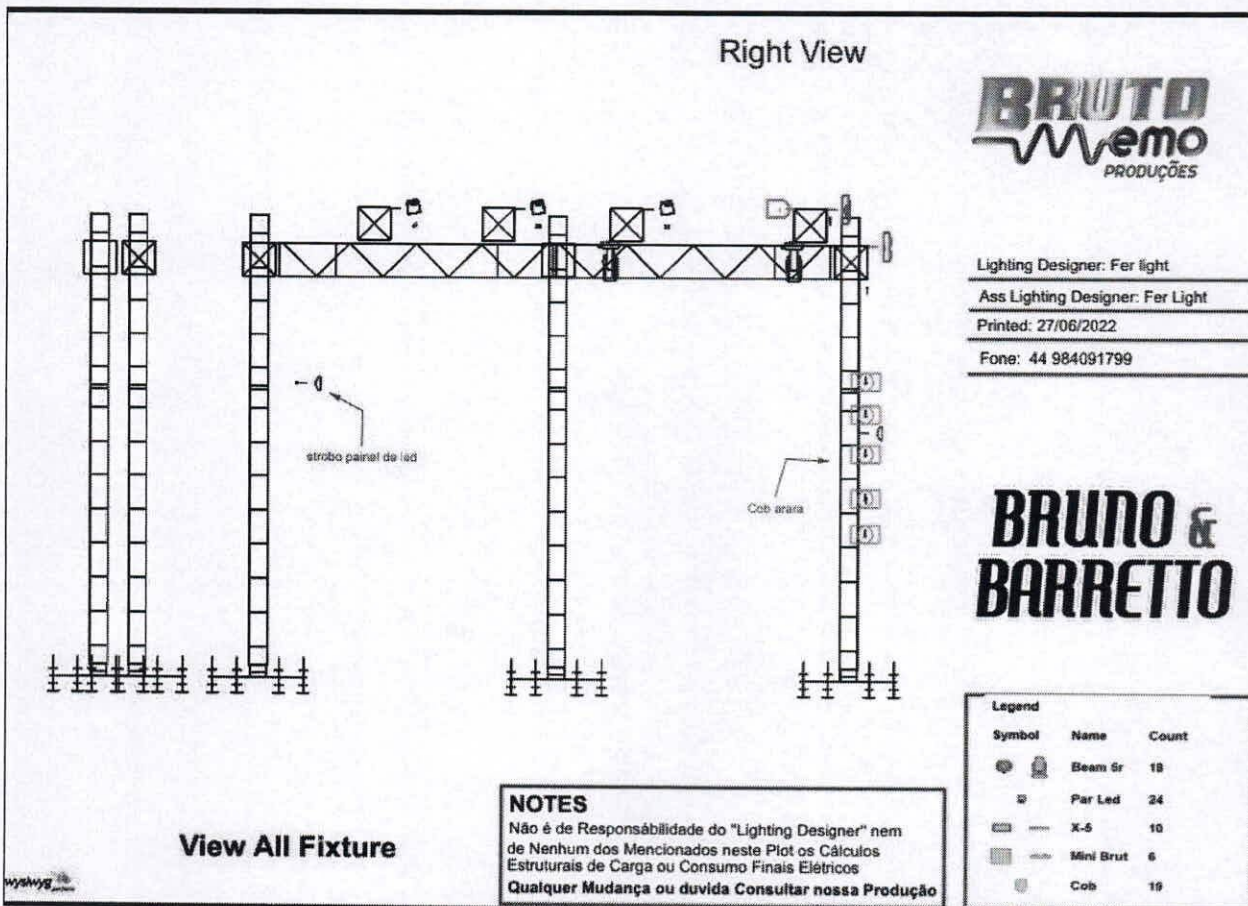 Right View
BRUTO
Memo
PRODUÇÕES
Lighting Designer: Fer light
Ass Lighting Designer: Fer Light
Printed: 27/06/2022
Fone: 44 984091799
strobo painel de led
Cob arara
BRUNO &
BARRETTO
Legend
Symbol Name Count
Beam 5r 18
Par Led 24
X-5 10
Mini Brut 6
Cob 19
NOTES
Não é de Responsábilidade do "Lighting Designer" nem
de Nenhum dos Mencionados neste Plot os Cálculos
Estruturais de Carga ou Consumo Finais Elétricos
Qualquer Mudança ou duvida Consultar nossa Produção
View All Fixture
wysiwyg